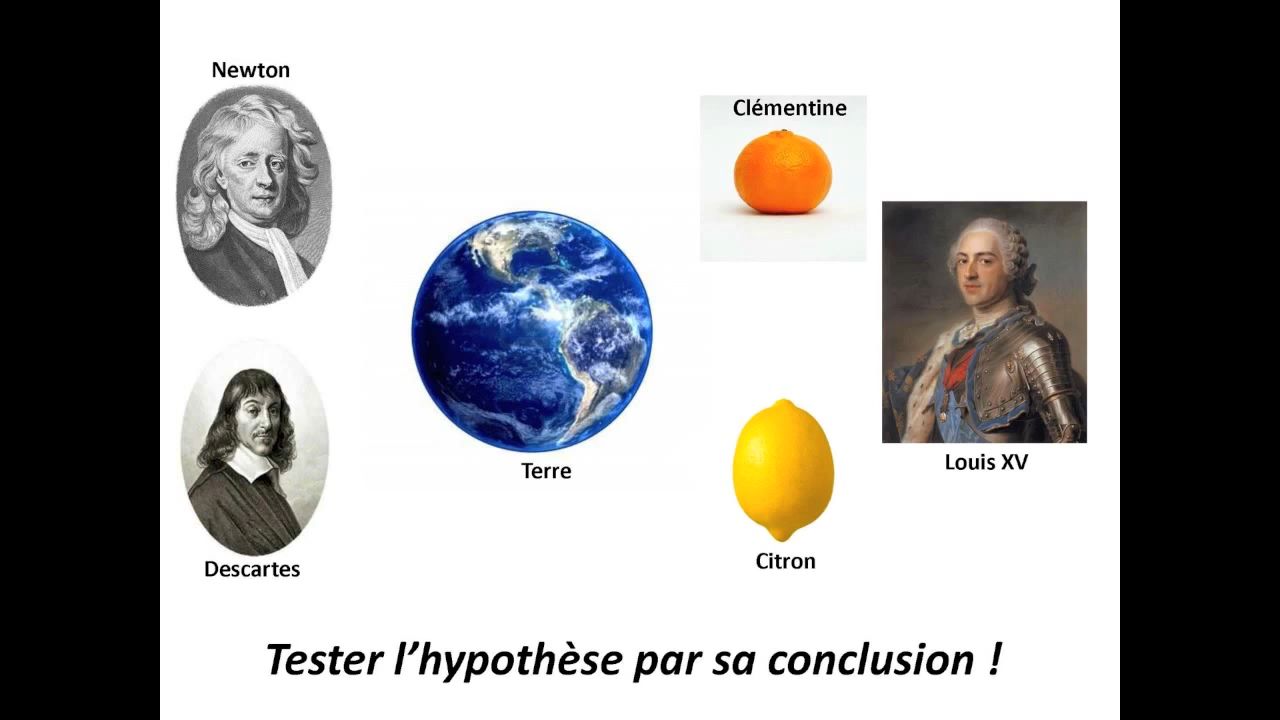 Newton
Clémentine
Terre
Louis XV
Citron
Descartes
Tester l’hypothèse par sa conclusion !